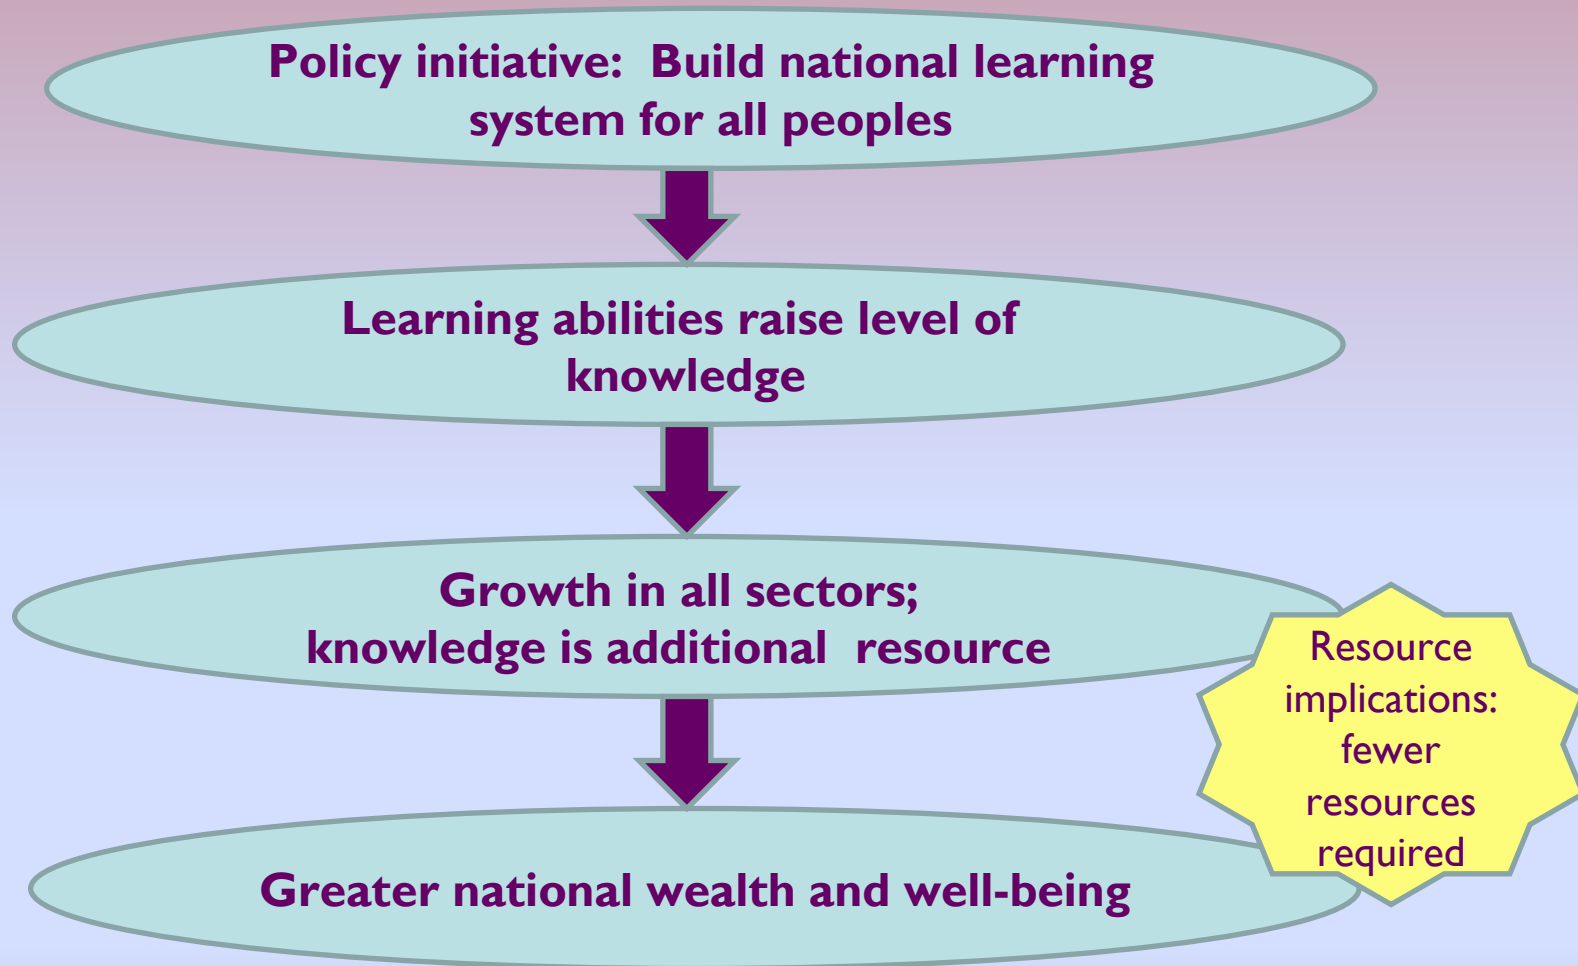 Policy initiative:  Build national learning
system for all peoples
Learning abilities raise level of
knowledge
Growth in all sectors;
knowledge is additional  resource
Resource
implications:
fewer
resources
required
Greater national wealth and well-being